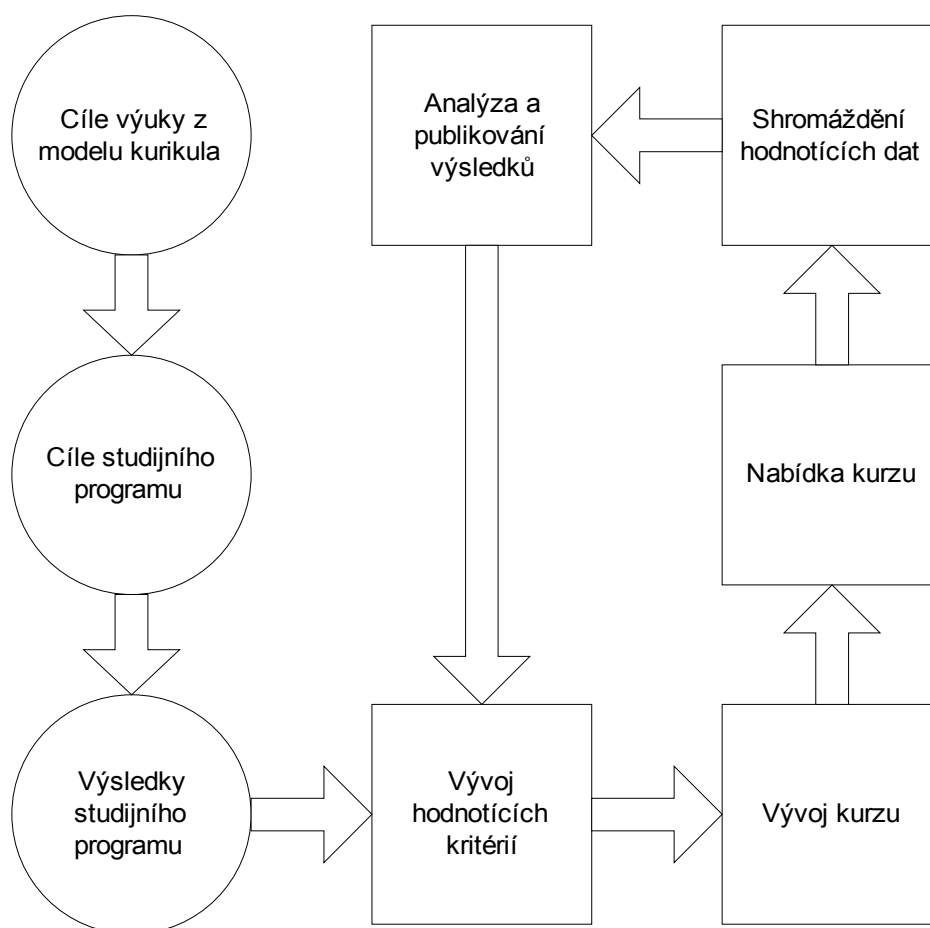 Cíle výuky z
modelu kurikula
Analýza a
publikování
výsledků
Shromáždění
hodnotících dat
Cíle studijního
programu
Nabídka kurzu
Výsledky
studijního
programu
Vývoj
hodnotících
kritérií
Vývoj kurzu